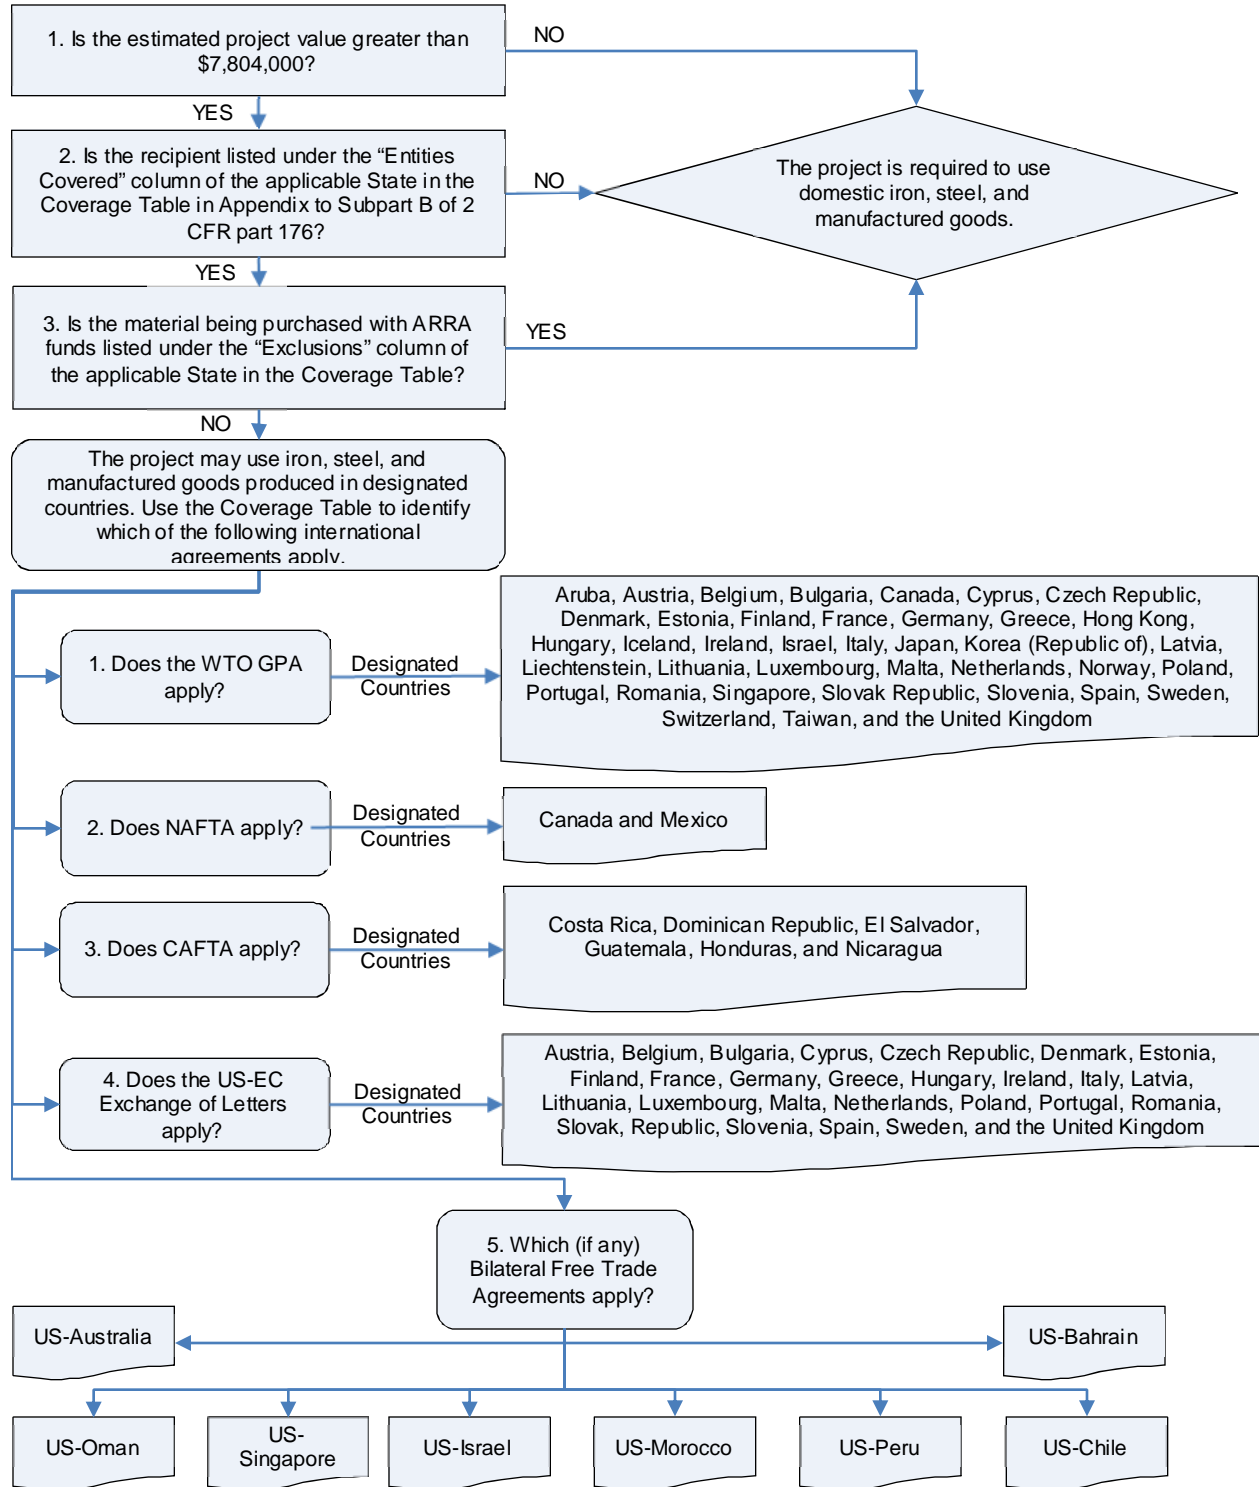 1. Is the estimated project value greater than
$7,804,000?
NO
YES
2. Is the recipient listed under the “Entities
Covered” column of the applicable State in the
Coverage Table in Appendix to Subpart B of 2
CFR part 176?
NO
The project is required to use
domestic iron, steel, and
manufactured goods.
YES
3. Is the material being purchased with ARRA
funds listed under the “Exclusions” column of
the applicable State in the Coverage Table?
YES
NO
The project may use iron, steel, and
manufactured goods produced in designated
countries. Use the Coverage Table to identify
which of the following international
agreements apply.
1. Does the WTO GPA
apply?
Designated
Countries
Aruba, Austria, Belgium, Bulgaria, Canada, Cyprus, Czech Republic,
Denmark, Estonia, Finland, France, Germany, Greece, Hong Kong,
Hungary, Iceland, Ireland, Israel, Italy, Japan, Korea (Republic of), Latvia,
Liechtenstein, Lithuania, Luxembourg, Malta, Netherlands, Norway, Poland,
Portugal, Romania, Singapore, Slovak Republic, Slovenia, Spain, Sweden,
Switzerland, Taiwan, and the United Kingdom
2. Does NAFTA apply?
Designated
Countries
Canada and Mexico
3. Does CAFTA apply?
Designated
Countries
Costa Rica, Dominican Republic, El Salvador,
Guatemala, Honduras, and Nicaragua
4. Does the US-EC
Exchange of Letters
apply?
Designated
Countries
Austria, Belgium, Bulgaria, Cyprus, Czech Republic, Denmark, Estonia,
Finland, France, Germany, Greece, Hungary, Ireland, Italy, Latvia,
Lithuania, Luxembourg, Malta, Netherlands, Poland, Portugal, Romania,
Slovak, Republic, Slovenia, Spain, Sweden, and the United Kingdom
5. Which (if any)
Bilateral Free Trade
Agreements apply?
US-Australia
US-Bahrain
US-Oman
US-
Singapore
US-Israel
US-Morocco
US-Peru
US-Chile